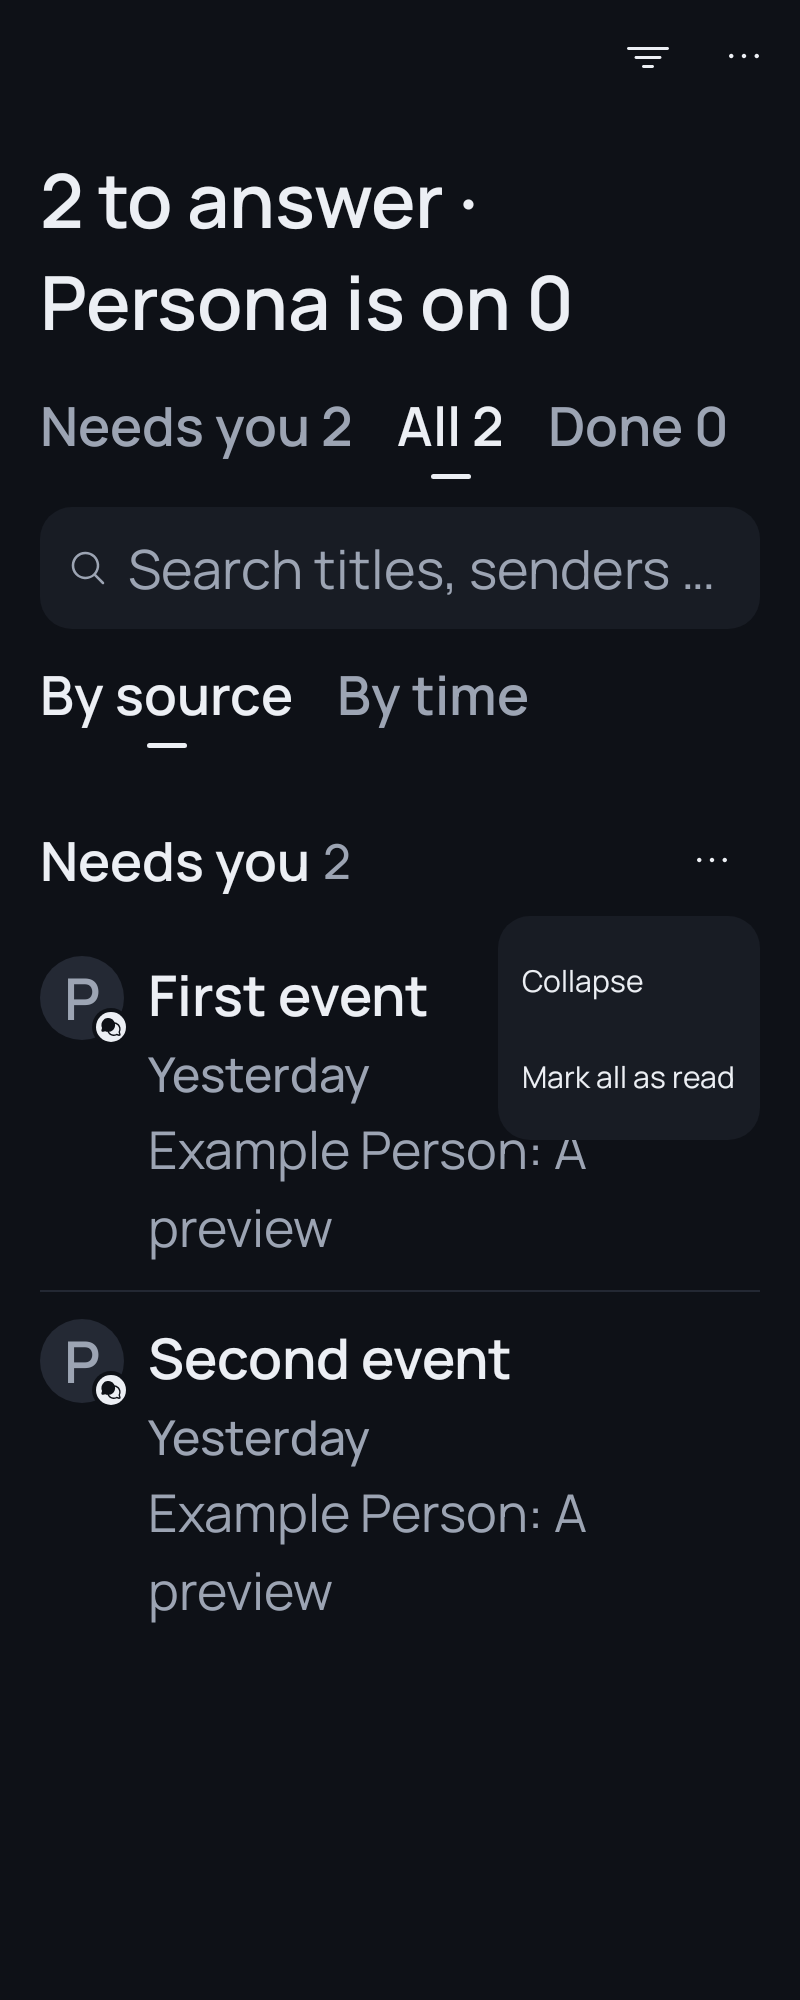 2 to answer ·
Persona is on 0
Needs you 2 All 2 Done 0
Search titles, senders …
By source By time
Needs you 2
Collapse
Mark all as read
P
First event
Yesterday
Example Person: A
preview
P
Second event
Yesterday
Example Person: A
preview